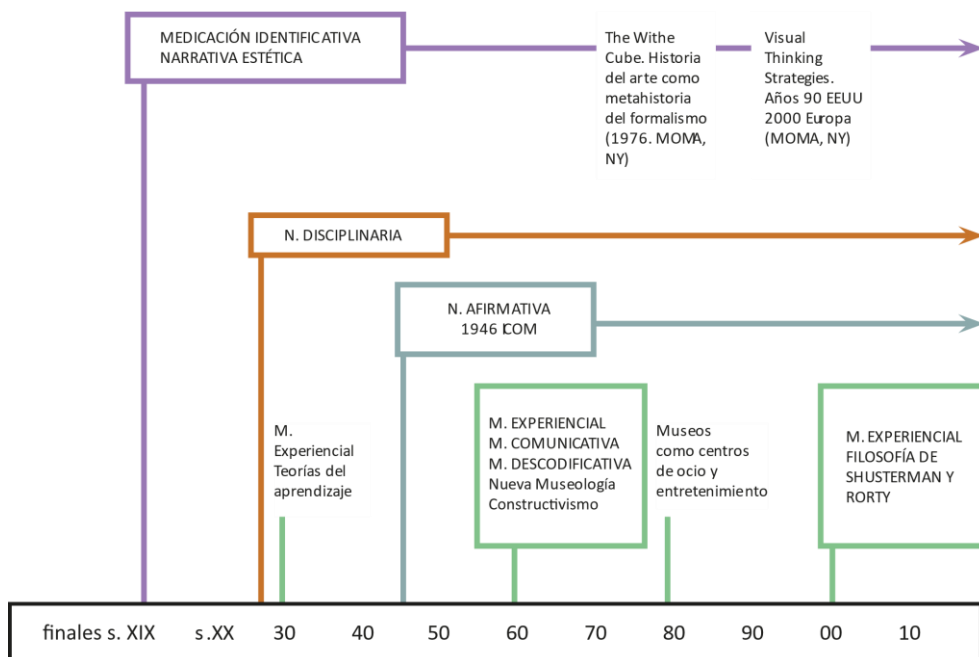 MEDICACIÓN IDENTIFICATIVA
NARRATIVA ESTÉTICA
The Withe
Cube. Historia
del arte como
metahistoria
del formalismo
(1976. MOMA,
NY)
Visual
Thinking
Strategies.
Años 90 EEUU
2000 Europa
(MOMA, NY)
N. DISCIPLINARIA
N. AFIRMATIVA
1946 ICOM
M.
Experiencial
Teorías del
aprendizaje
M. EXPERIENCIAL
M. COMUNICATIVA
M. DESCODIFICATIVA
Nueva Museología
Constructivismo
Museos
como centros
de ocio y
entretenimiento
M. EXPERIENCIAL
FILOSOFÍA DE
SHUSTERMAN Y
RORTY
finales s. XIX s.XX 30 40 50 60 70 80 90 00 10